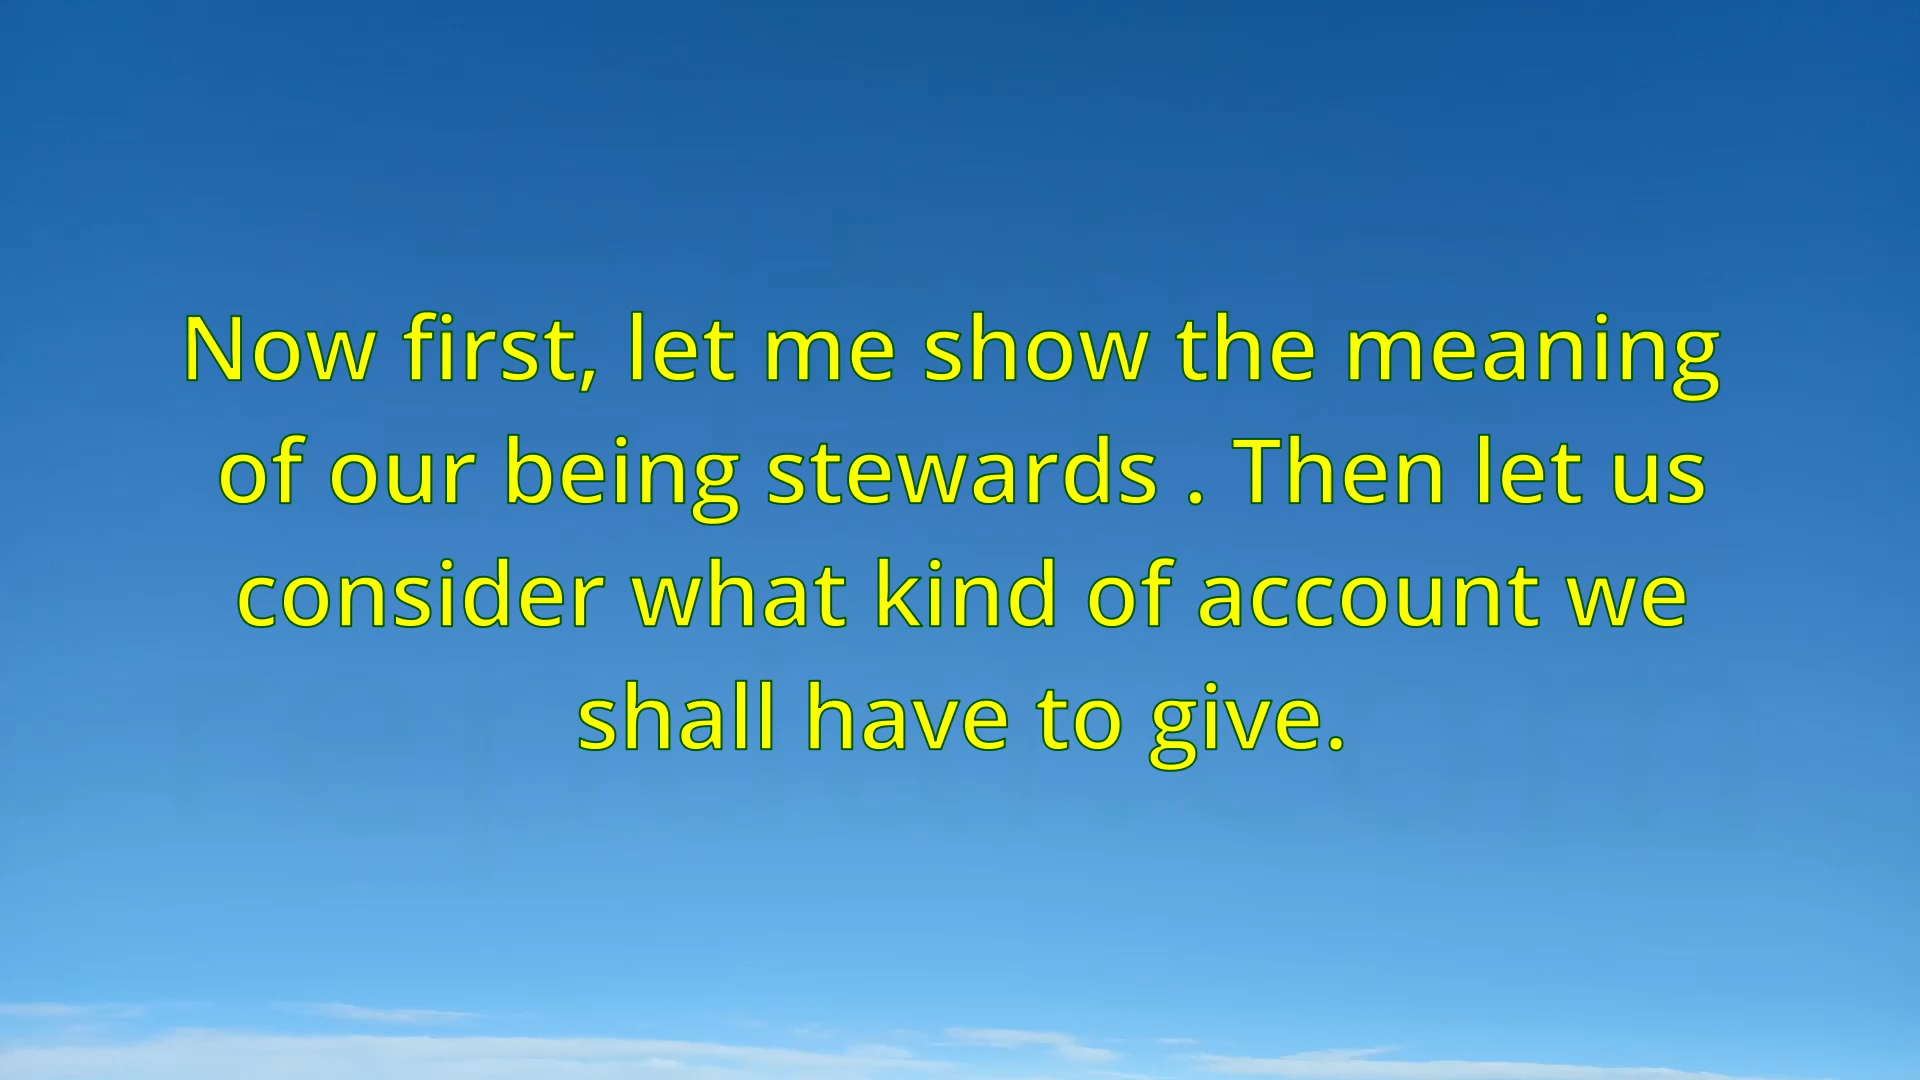 Now first, let me show the meaning
of our being stewards . Then let us
consider what kind of account we
shall have to give.